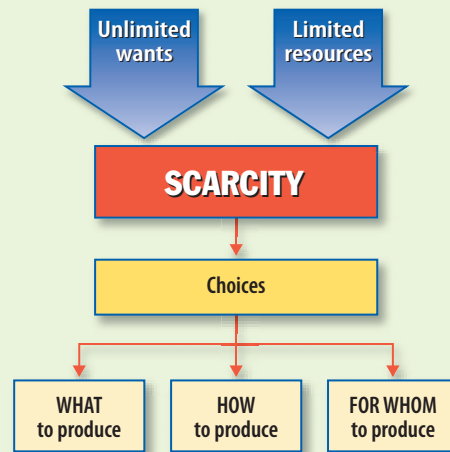 Unlimited
wants
Limited
resources
SCARCITY
Choices
WHAT
to produce
HOW
to produce
FOR WHOM
to produce